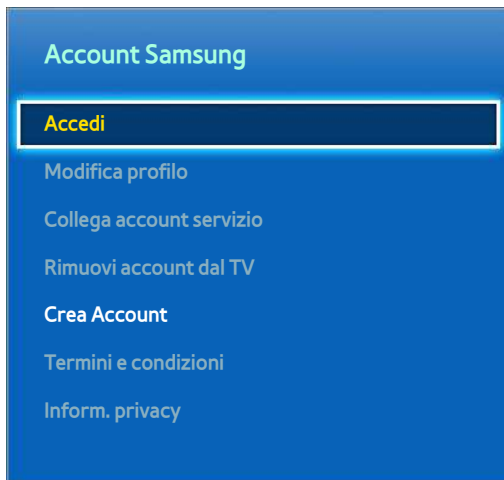 Account Samsung
Accedi
Modifica profilo
Collega account servizio
Rimuovi account dal TV
Crea Account
Termini e condizioni
Inform. privacy